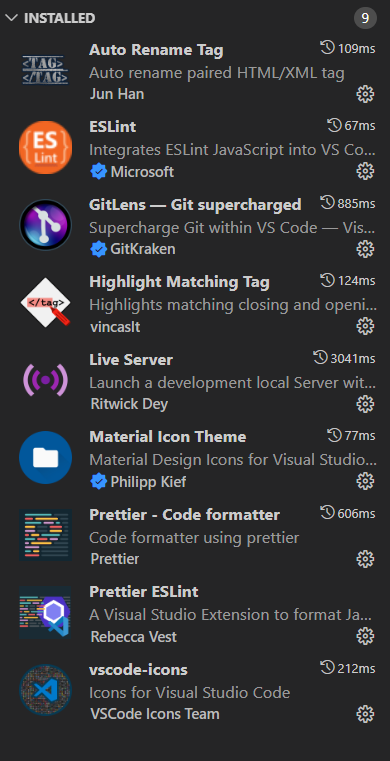 INSTALLED 9
<TAG>
</TAG>
Auto Rename Tag 109ms
Auto rename paired HTML/XML tag
Jun Han
ES
Lint
ESLint 67ms
Integrates ESLint JavaScript into VS Co...
Microsoft
GitLens — Git supercharged 885ms
Supercharge Git within VS Code — Vis...
GitKraken
</tag>
Highlight Matching Tag 124ms
Highlights matching closing and openi...
vincaslt
Live Server 3041ms
Launch a development local Server wit...
Ritwick Dey
Material Icon Theme 77ms
Material Design Icons for Visual Studio...
Philipp Kief
Prettier - Code formatter 606ms
Code formatter using prettier
Prettier
Prettier ESLint
A Visual Studio Extension to format Ja...
Rebecca Vest
vscode-icons 212ms
Icons for Visual Studio Code
VSCode Icons Team